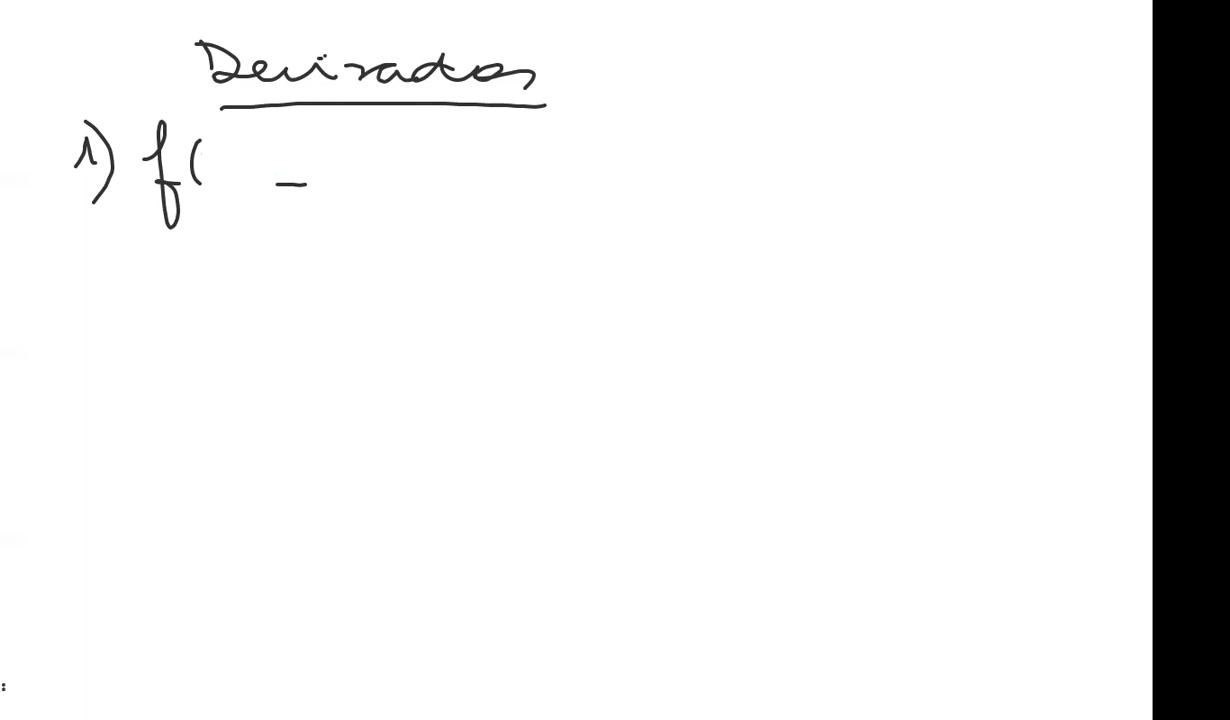 Derivadas
1) f( –